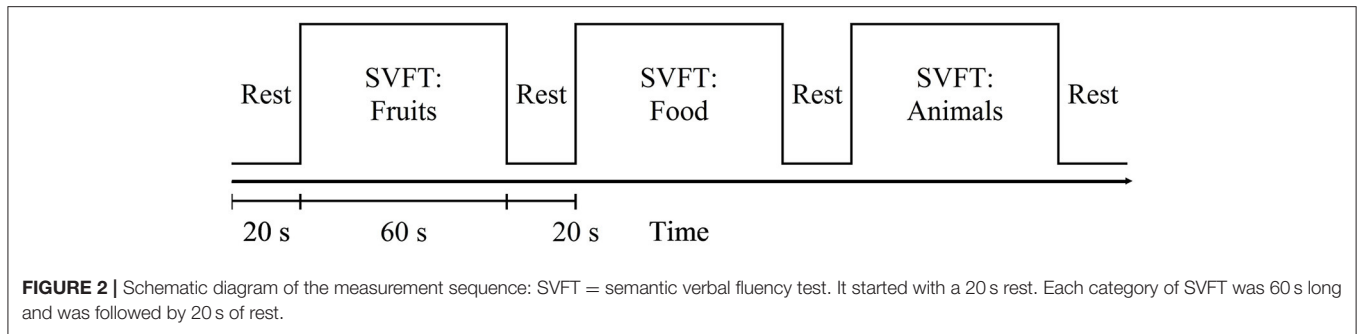 Rest
SVFT:
Fruits
Rest
SVFT:
Food
Rest
SVFT:
Animals
Rest
20 s
60 s
20 s
Time
FIGURE 2 | Schematic diagram of the measurement sequence: SVFT = semantic verbal fluency test. It started with a 20 s rest. Each category of SVFT was 60 s long
and was followed by 20 s of rest.